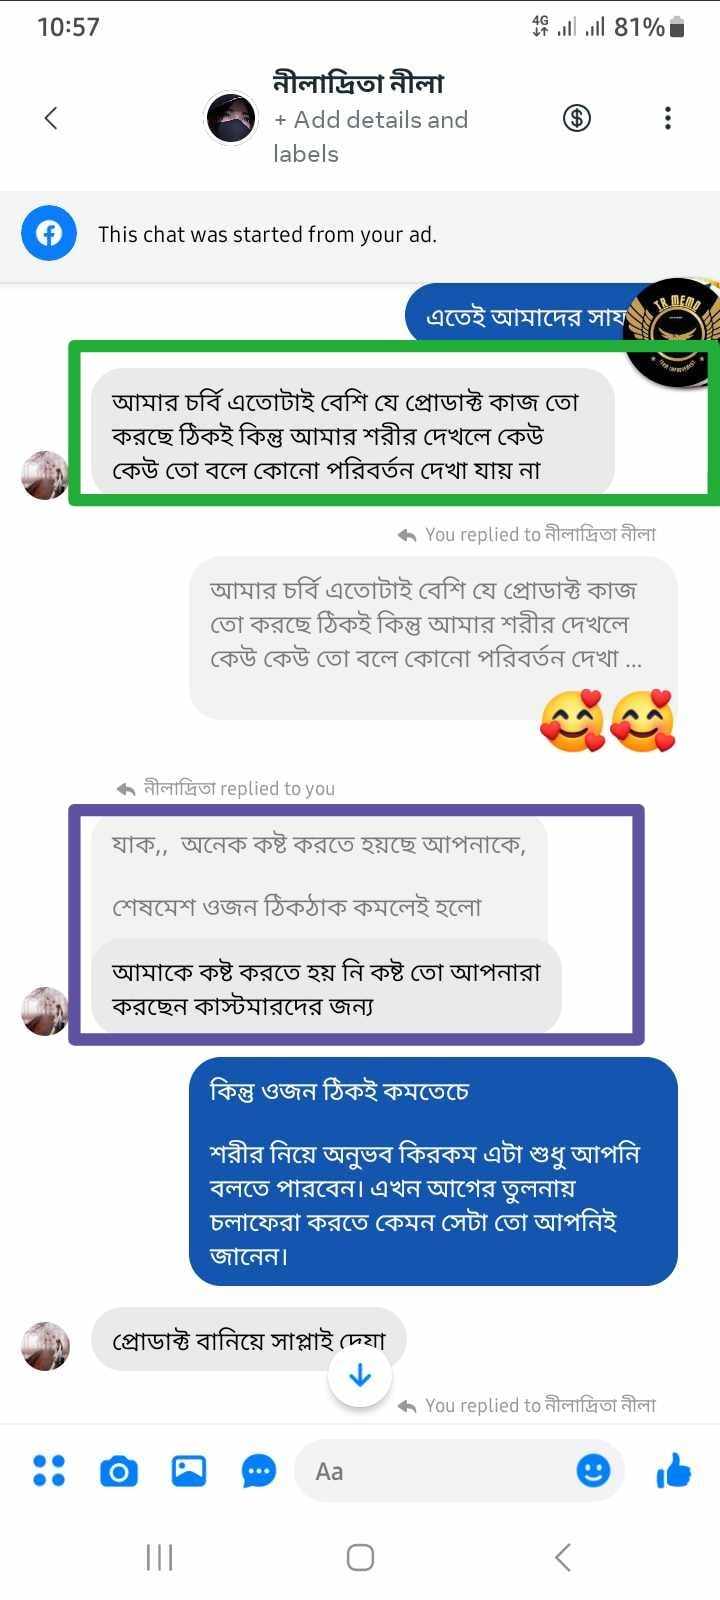 10:57
4G 81%
নীলাদ্রিতা নীলা
+ Add details and
labels
This chat was started from your ad.
এতেই আমাদের সাফ
TR MEMO
আমার চর্বি এতোটাই বেশি যে প্রোডাক্ট কাজ তো
করছে ঠিকই কিন্তু আমার শরীর দেখলে কেউ
কেউ তো বলে কোনো পরিবর্তন দেখা যায় না
You replied to নীলাদ্রিতা নীলা
আমার চর্বি এতোটাই বেশি যে প্রোডাক্ট কাজ
তো করছে ঠিকই কিন্তু আমার শরীর দেখলে
কেউ কেউ তো বলে কোনো পরিবর্তন দেখা ...
নীলাদ্রিতা replied to you
যাক,, অনেক কষ্ট করতে হয়ছে আপনাকে,
শেষমেশ ওজন ঠিকঠাক কমলেই হলো
আমাকে কষ্ট করতে হয় নি কষ্ট তো আপনারা
করছেন কাস্টমারদের জন্য
কিন্তু ওজন ঠিকই কমতেচে
শরীর নিয়ে অনুভব কিরকম এটা শুধু আপনি
বলতে পারবেন। এখন আগের তুলনায়
চলাফেরা করতে কেমন সেটা তো আপনিই
জানেন।
প্রোডাক্ট বানিয়ে সাপ্লাই দেয়া
You replied to নীলাদ্রিতা নীলা
Aa